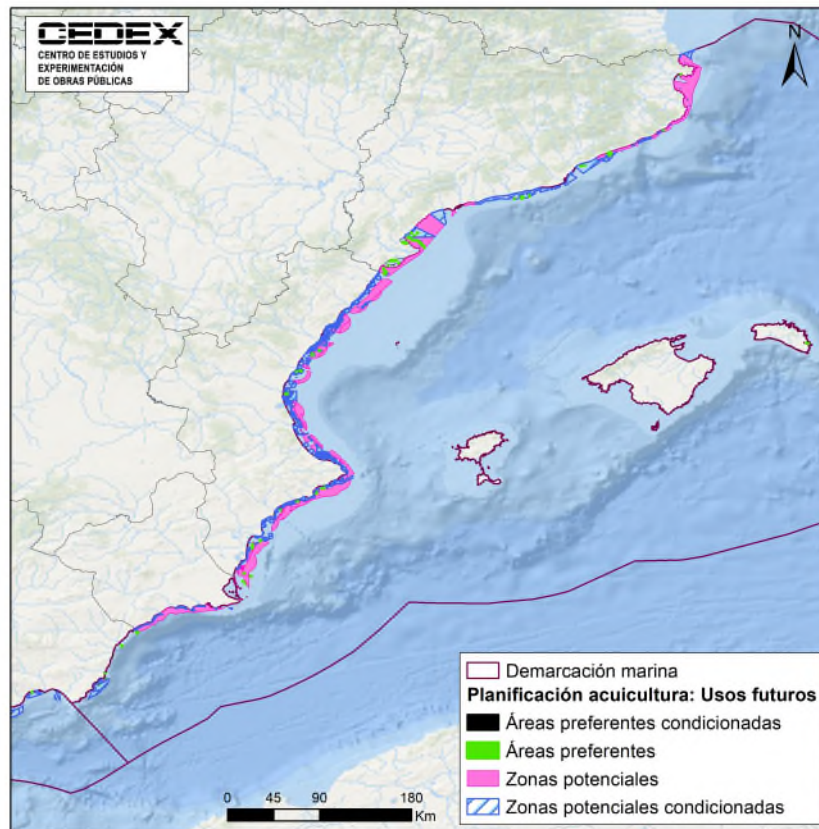 CEDEX
CENTRO DE ESTUDIOS Y
EXPERIMENTACIÓN
DE OBRAS PÚBLICAS
N
Demarcación marina
Planificación acuicultura: Usos futuros
Áreas preferentes condicionadas
Áreas preferentes
Zonas potenciales
Zonas potenciales condicionadas
0 45 90 180
Km